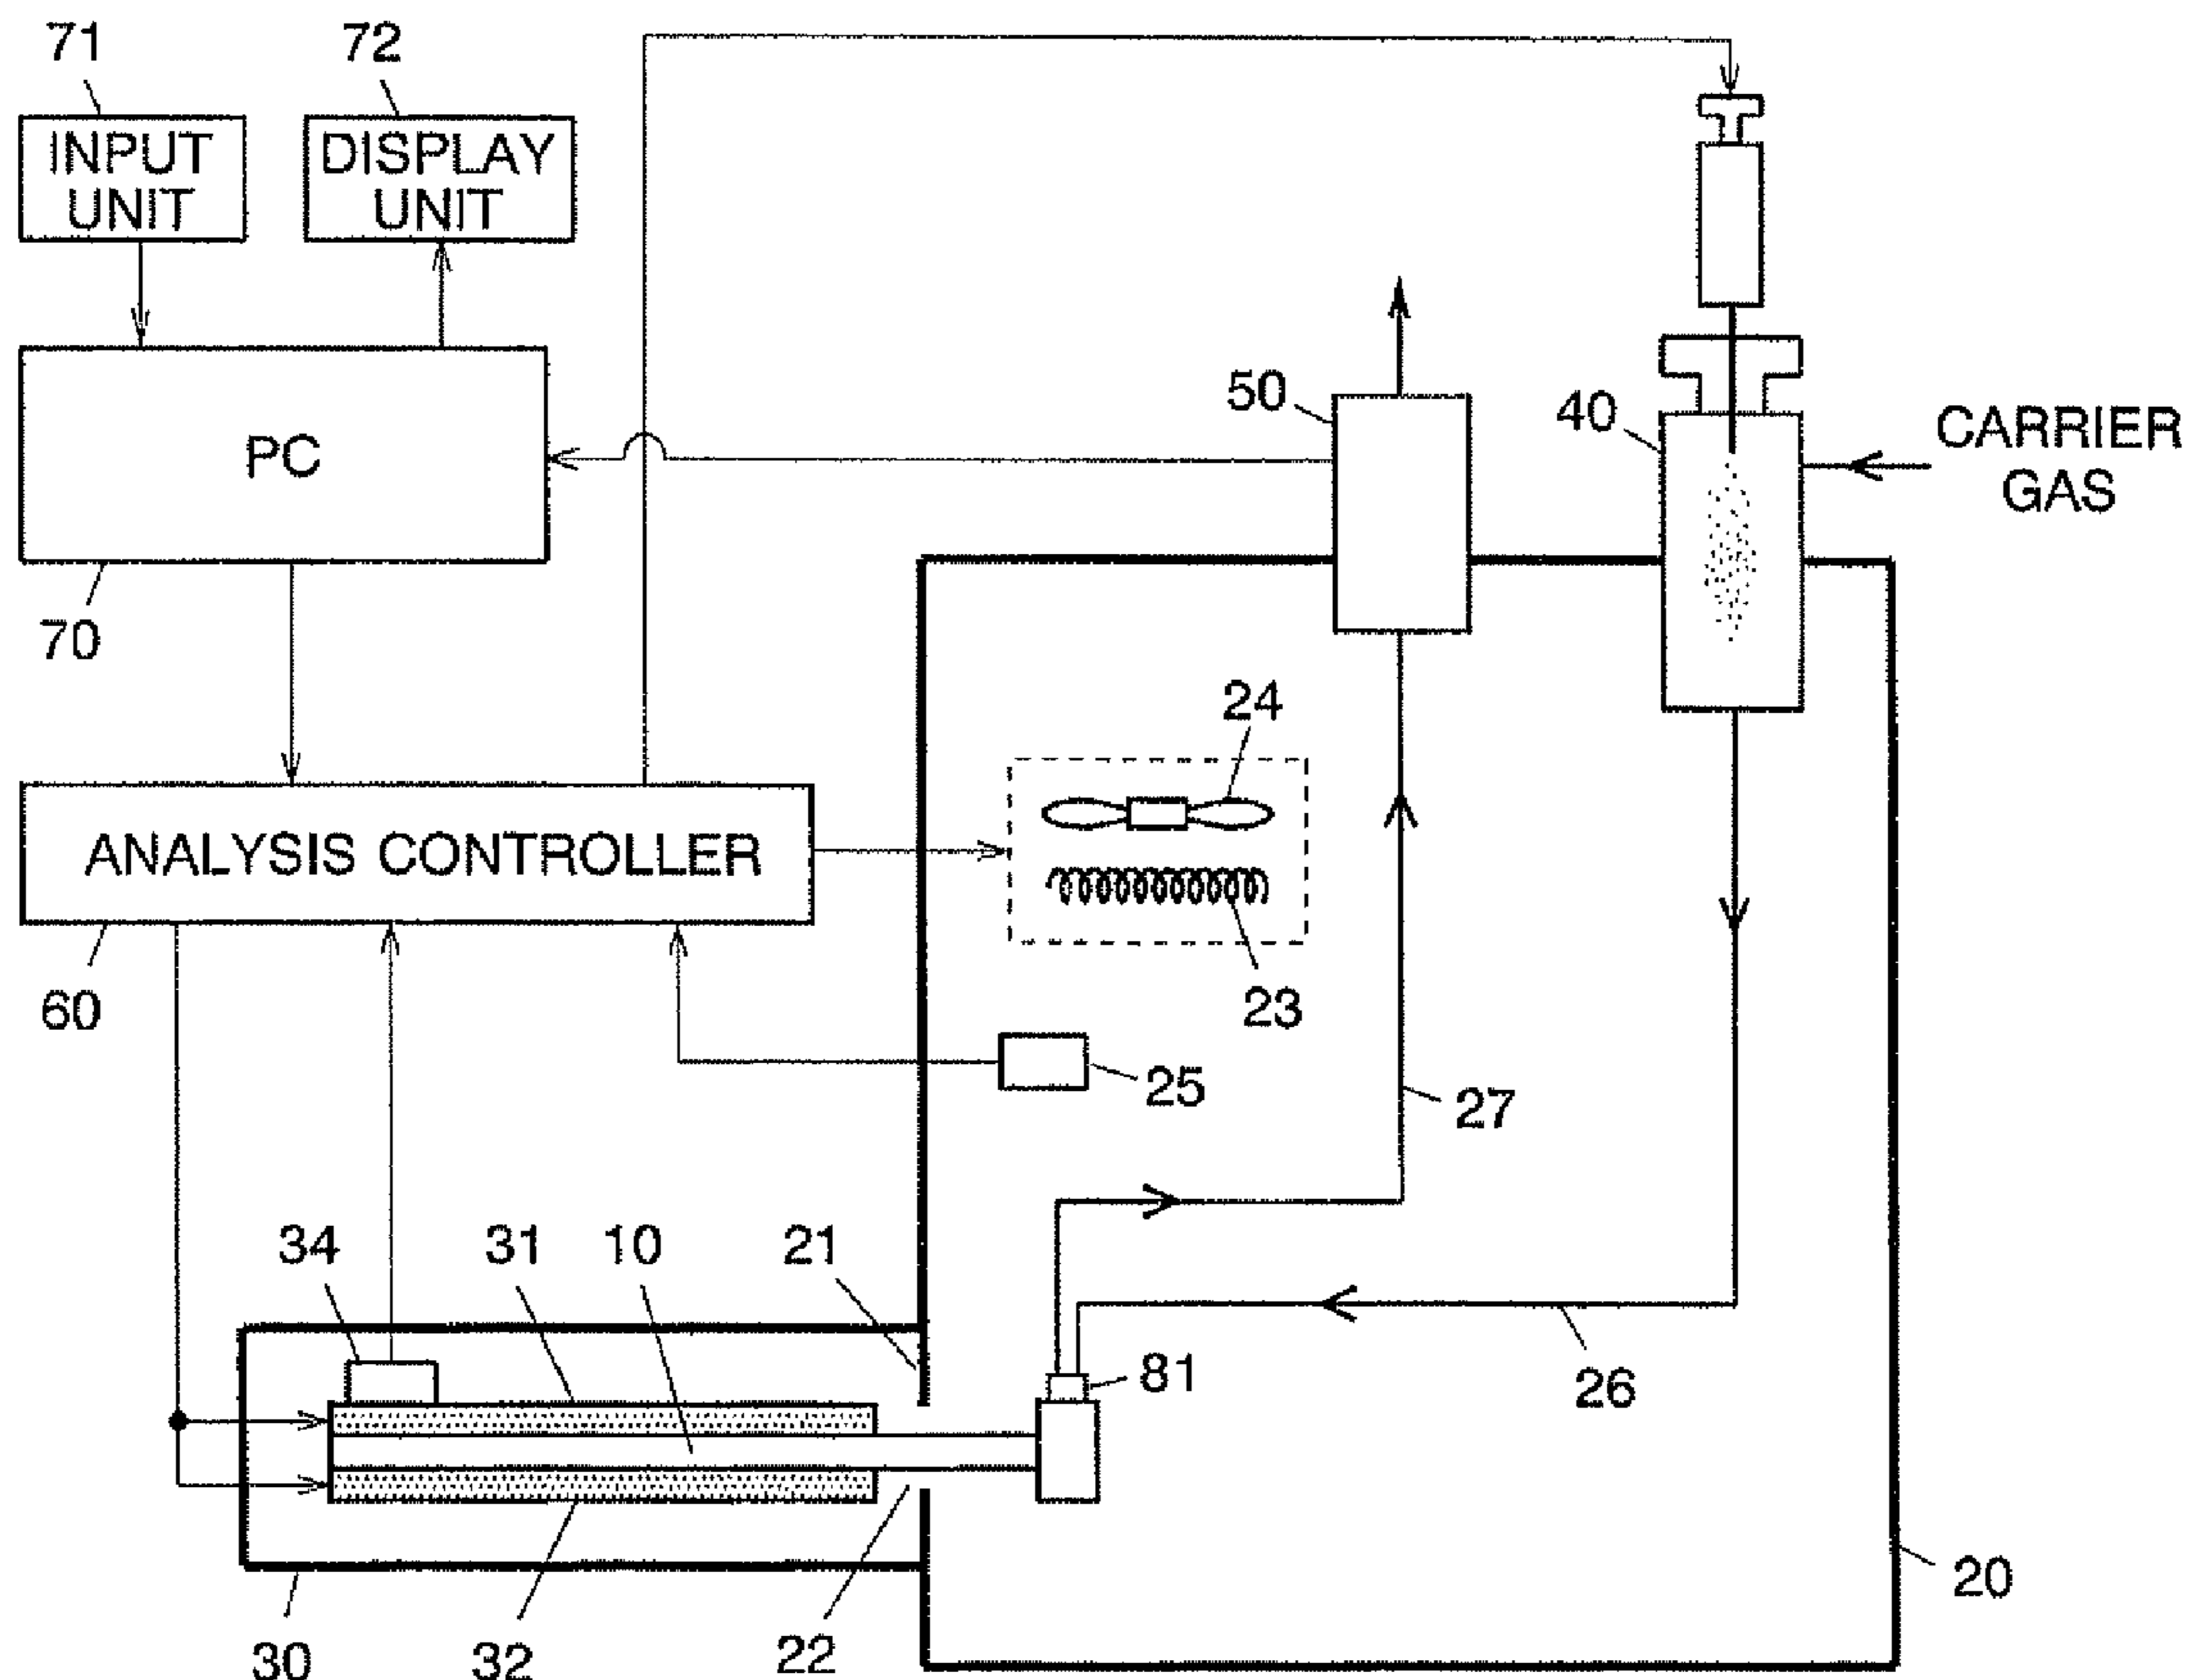 71
72
INPUT
UNIT
DISPLAY
UNIT
PC
50
40
CARRIER
GAS
70
24
ANALYSIS CONTROLLER
23
60
25
27
34
31
10
21
81
26
20
30
32
22